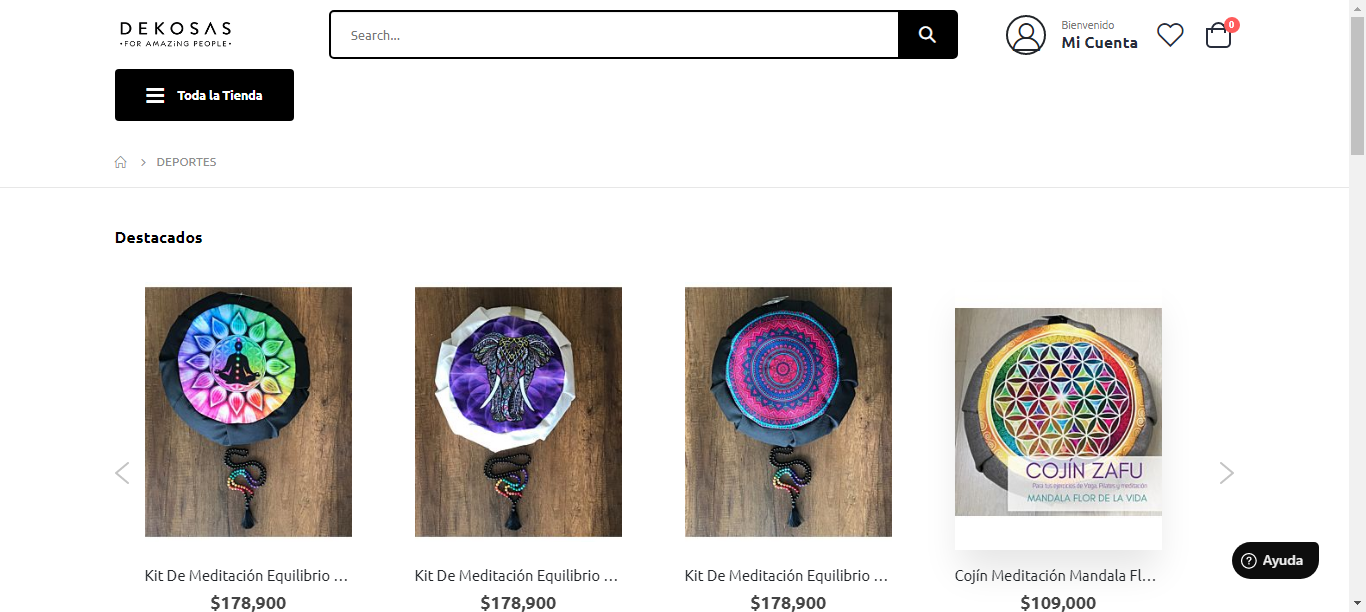 DEKOSAS
•FOR AMAZING PEOPLE•
Search...
Bienvenido
Mi Cuenta
0
Toda la Tienda
DEPORTES
Destacados
COJÍN ZAFU
Para tus ejercicios de Yoga, Pilates y meditación
MANDALA FLOR DE LA VIDA
Ayuda
Kit De Meditación Equilibrio ...
Kit De Meditación Equilibrio ...
Kit De Meditación Equilibrio ...
Cojín Meditación Mandala Fl...
$178,900
$178,900
$178,900
$109,000